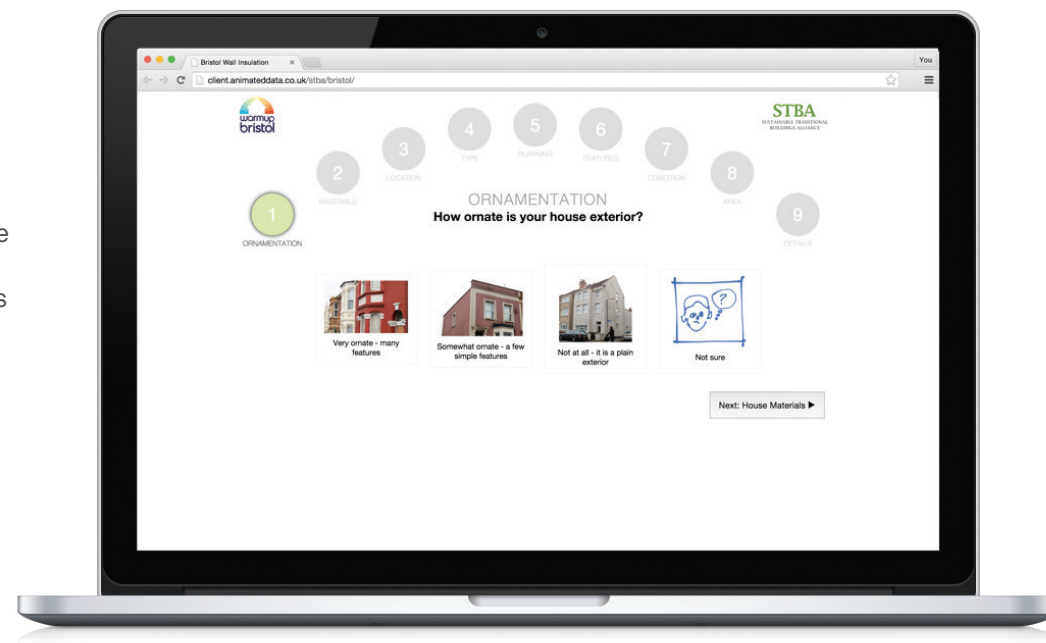 Bristol Wall Insulation
You
client.animateddata.co.uk/stba/bristol/
warmup
bristol
STBA
SUSTAINABLE TRADITIONAL
BUILDINGS ALLIANCE
1
ORNAMENTATION
2
MATERIALS
3
LOCATION
4
TYPE
5
PLANNING
6
FEATURES
7
CONDITION
8
AREA
9
DETAILS
ORNAMENTATION
How ornate is your house exterior?
Very ornate - many
features
Somewhat ornate - a few
simple features
Not at all - it is a plain
exterior
?
Not sure
Next: House Materials ▶
e
s